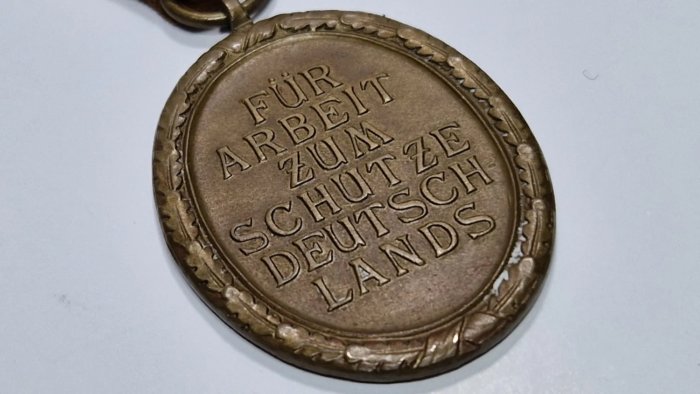 FÜR
ARBEIT
ZUM
SCHUTZE
DEUTSCH
LANDS